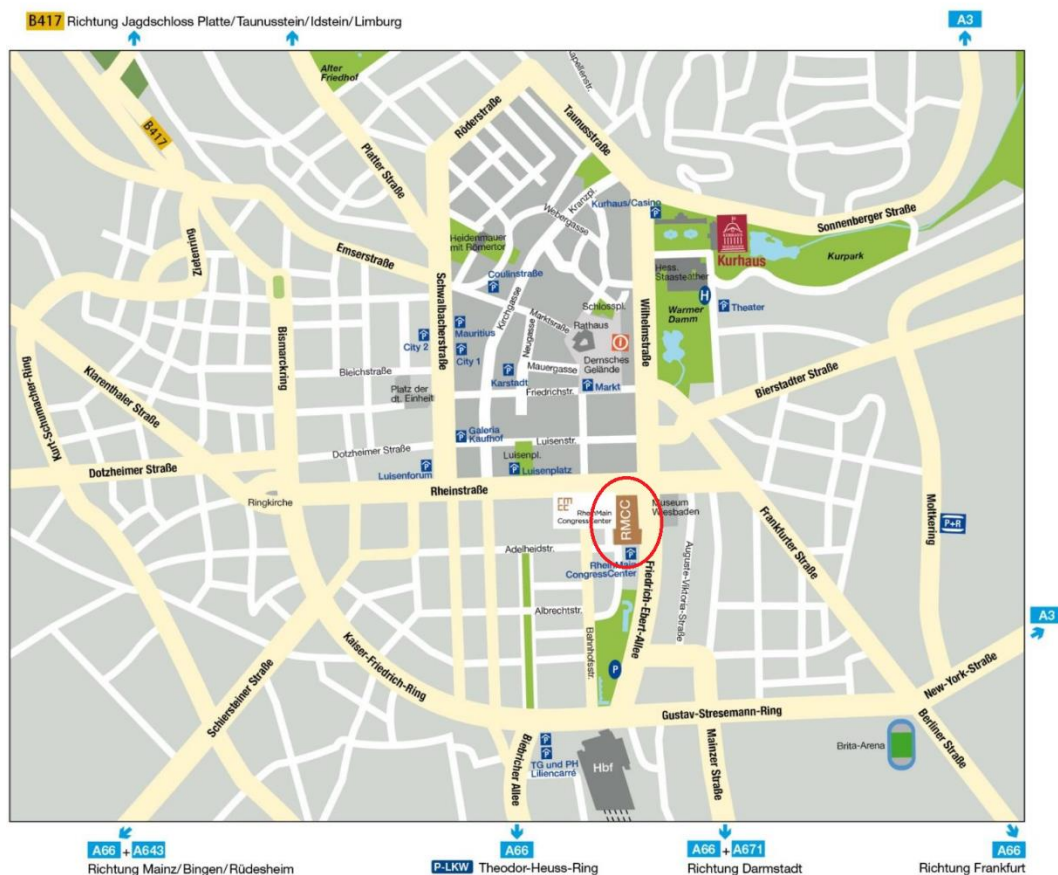 B417 Richtung Jagdschloss Platte/Taunusstein/Idstein/Limburg
A3
Alter
Friedhof
Kapellenstr.
B417
Röderstraße
Taunusstraße
Platter Straße
Kranzpl.
Webergasse
Kurhaus/Casino
Sonnenberger Straße
Kurhaus
Kurpark
Zietenring
Emserstraße
Heidenmauer
mit Römertor
Coulinstraße
Hess.
Staatsteather
Schwalbacherstraße
Kirchgasse
Marktsraße
Schlosspl.
Wilhelmstraße
Warmer
Damm
H
Theater
Bismarckring
Mauritius
City 2
City 1
Neugasse
Rathaus
Mauergasse
Dernsches
Gelände
Bleichstraße
Karstadt
Markt
Platz der
dt. Einheit
Friedrichstr.
Bierstadter Straße
Kurt-Schumacher-Ring
Klarenthaler Straße
Galeria
Kaufhof
Luisenstr.
Dotzheimer Straße
Dotzheimer Straße
Luisenpl.
Luisenforum
Luisenplatz
Rheinstraße
Ringkirche
RheinMain
CongressCenter
RMCC
Museum
Wiesbaden
Frankfurter Straße
Moltkering
P+R
Adelheidstr.
RheinMain
CongressCenter
Friedrich-Ebert-Allee
Auguste-Viktoria-Straße
Albrechtstr.
Bahnhofsstr.
P
A3
Kaiser-Friedrich-Ring
Schiersteiner Straße
Gustav-Stresemann-Ring
New-York-Straße
Berliner Straße
Biebricher Allee
TG und PH
Liliencarré
Hbf
Mainzer Straße
Brita-Arena
A66 + A643
Richtung Mainz/Bingen/Rüdesheim
A66
P-LKW Theodor-Heuss-Ring
A66 + A671
Richtung Darmstadt
A66
Richtung Frankfurt